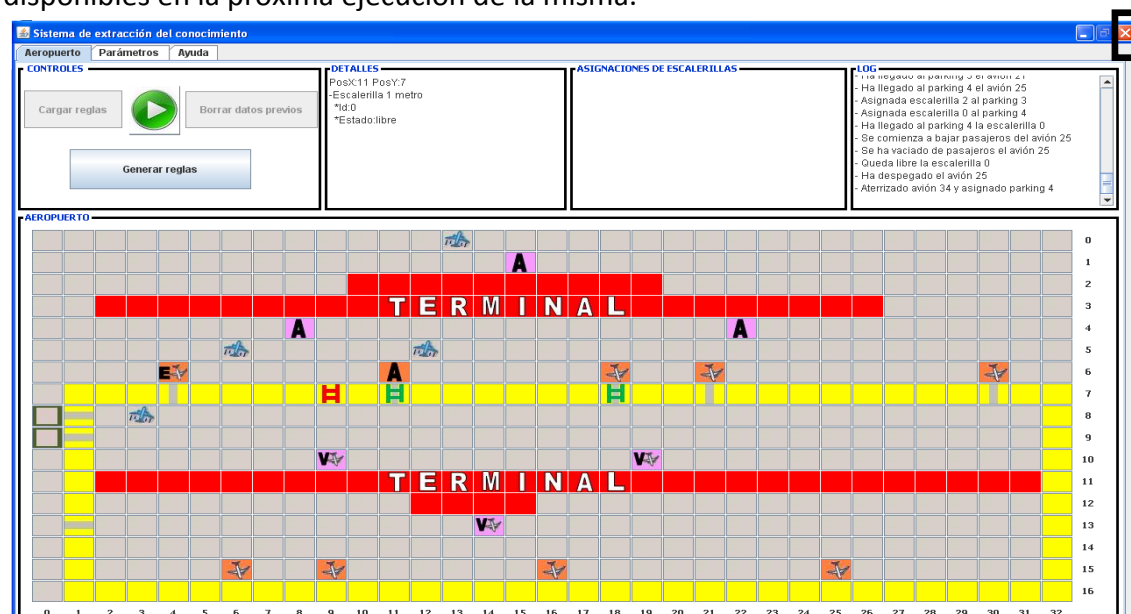 disponibles en la próxima ejecución de la misma.
Sistema de extracción del conocimiento
Aeropuerto Parámetros Ayuda
CONTROLES
Cargar reglas
Borrar datos previos
Generar reglas
DETALLES
PosX:11 PosY:7
-Escalerilla 1 metro
*Id:0
*Estado:libre
ASIGNACIONES DE ESCALERILLAS
LOG
- Ha llegado al parking 3 el avión 21
- Ha llegado al parking 4 el avión 25
- Asignada escalerilla 2 al parking 3
- Asignada escalerilla 0 al parking 4
- Ha llegado al parking 4 la escalerilla 0
- Se comienza a bajar pasajeros del avión 25
- Se ha vaciado de pasajeros el avión 25
- Queda libre la escalerilla 0
- Ha despegado el avión 25
- Aterrizado avión 34 y asignado parking 4
AEROPUERTO
0
A 1
2
TERMINAL 3
A A 4
5
E A 6
7
8
9
V V 10
TERMINAL 11
12
V 13
14
15
16
0 1 2 3 4 5 6 7 8 9 10 11 12 13 14 15 16 17 18 19 20 21 22 23 24 25 26 27 28 29 30 31 32